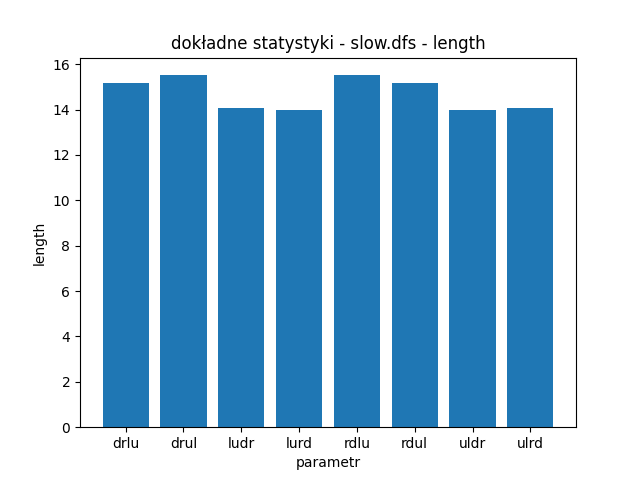 dokładne statystyki - slow.dfs - length
length
16
14
12
10
8
6
4
2
0
drlu drul ludr lurd rdlu rdul uldr ulrd
parametr